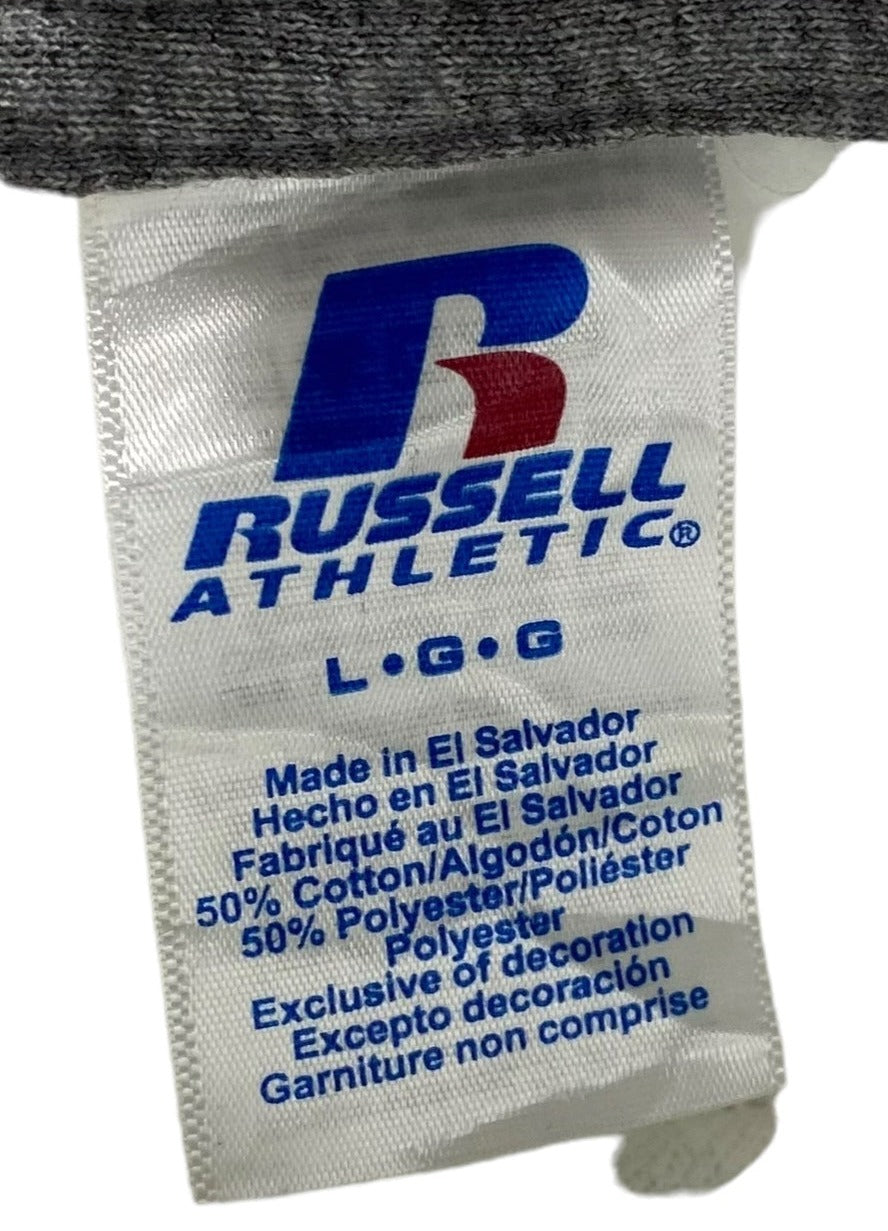 R
RUSSELL
ATHLETIC®
L•G•G
Made in El Salvador
Hecho en El Salvador
Fabriqué au El Salvador
50% Cotton/Algodón/Coton
50% Polyester/Poliéster
Polyester
Exclusive of decoration
Excepto decoración
Garniture non comprise